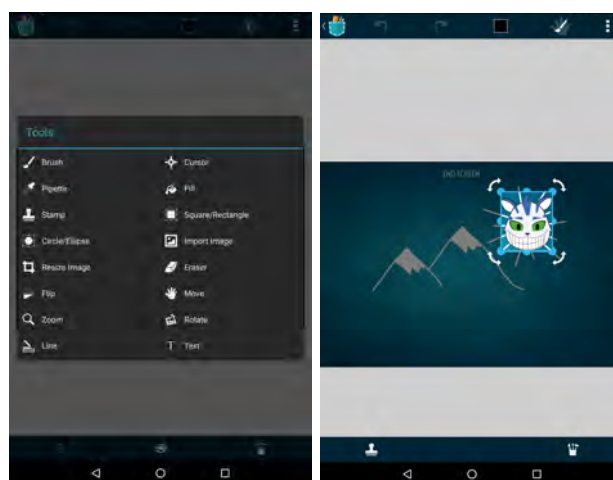 Tools
Brush
Cursor
Pipette
Fill
Stamp
Square/Rectangle
Circle/Ellipse
Import image
Resize image
Eraser
Flip
Move
Zoom
Rotate
Line
Text
END SCREEN